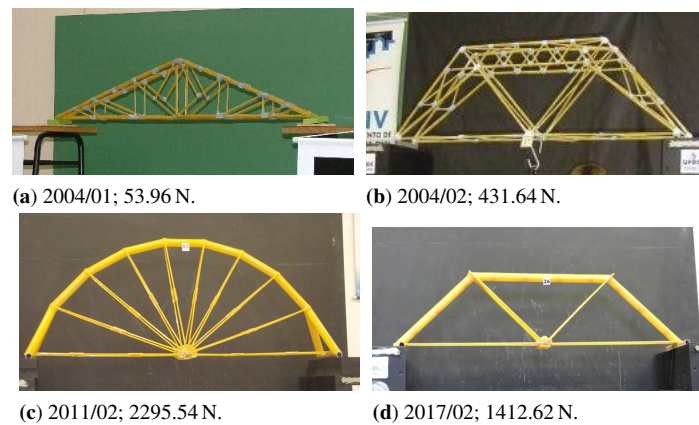 (a) 2004/01; 53.96 N.
(b) 2004/02; 431.64 N.
(c) 2011/02; 2295.54 N.
(d) 2017/02; 1412.62 N.